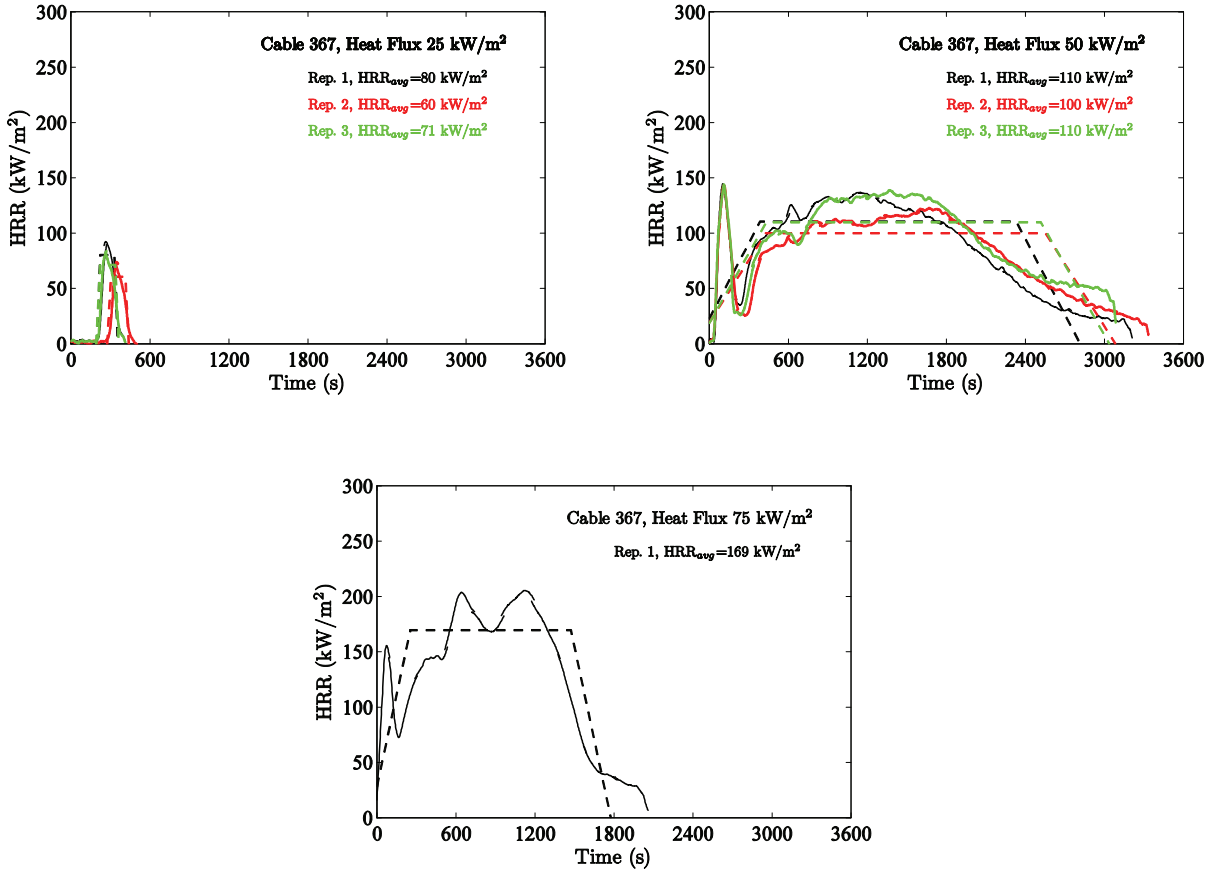 Cable 367, Heat Flux 25 kW/m²
Rep. 1, HRRavg=80 kW/m²
Rep. 2, HRRavg=60 kW/m²
Rep. 3, HRRavg=71 kW/m²
HRR (kW/m²)
300
250
200
150
100
50
0
0 600 1200 1800 2400 3000 3600
Time (s)
Cable 367, Heat Flux 50 kW/m²
Rep. 1, HRRavg=110 kW/m²
Rep. 2, HRRavg=100 kW/m²
Rep. 3, HRRavg=110 kW/m²
HRR (kW/m²)
300
250
200
150
100
50
0
0 600 1200 1800 2400 3000 3600
Time (s)
Cable 367, Heat Flux 75 kW/m²
Rep. 1, HRRavg=169 kW/m²
HRR (kW/m²)
300
250
200
150
100
50
0
0 600 1200 1800 2400 3000 3600
Time (s)